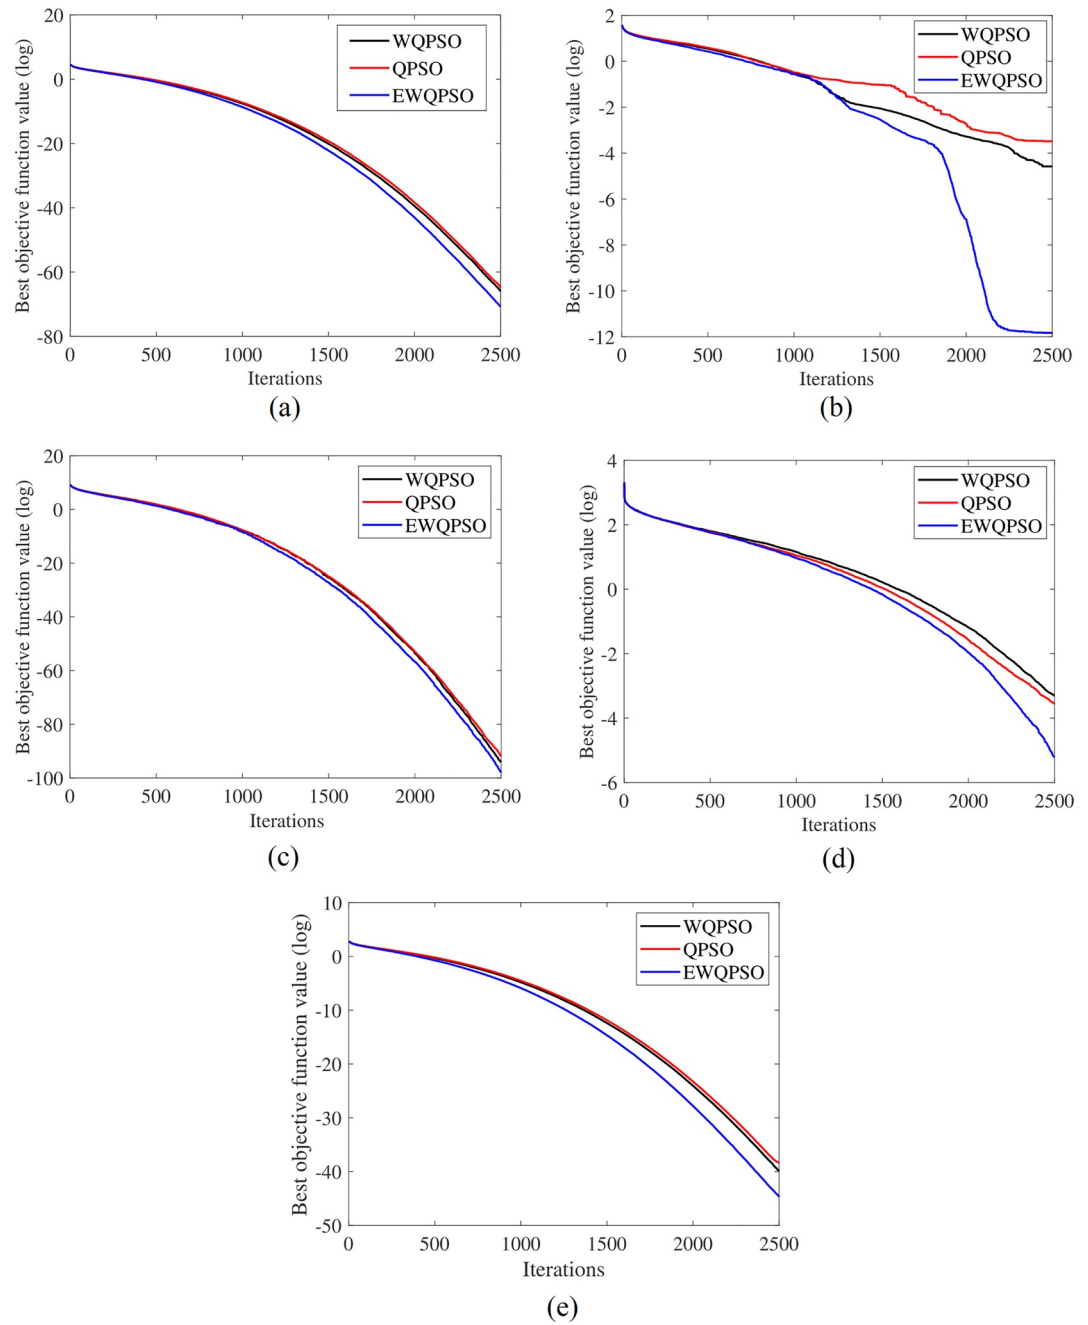 20
0
-20
-40
-60
-80
0 500 1000 1500 2000 2500
Best objective function value (log)
Iterations
WQPSO
QPSO
EWQPSO
(a)
2
0
-2
-4
-6
-8
-10
-12
0 500 1000 1500 2000 2500
Best objective function value (log)
Iterations
WQPSO
QPSO
EWQPSO
(b)
20
0
-20
-40
-60
-80
-100
0 500 1000 1500 2000 2500
Best objective function value (log)
Iterations
WQPSO
QPSO
EWQPSO
(c)
4
2
0
-2
-4
-6
0 500 1000 1500 2000 2500
Best objective function value (log)
Iterations
WQPSO
QPSO
EWQPSO
(d)
10
0
-10
-20
-30
-40
-50
0 500 1000 1500 2000 2500
Best objective function value (log)
Iterations
WQPSO
QPSO
EWQPSO
(e)